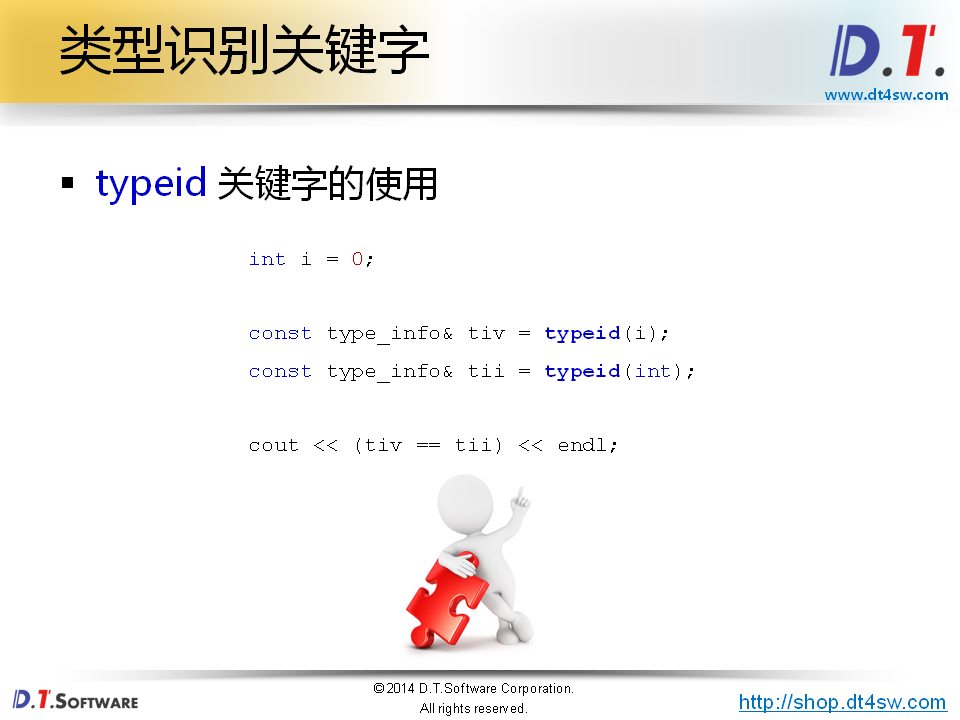 类型识别关键字
D.T.
www.dt4sw.com
▪ typeid 关键字的使用
int i = 0;
const type_info& tiv = typeid(i);
const type_info& tii = typeid(int);
cout << (tiv == tii) << endl;
D.T.SOFTWARE
©2014 D.T.Software Corporation.
All rights reserved.
http://shop.dt4sw.com